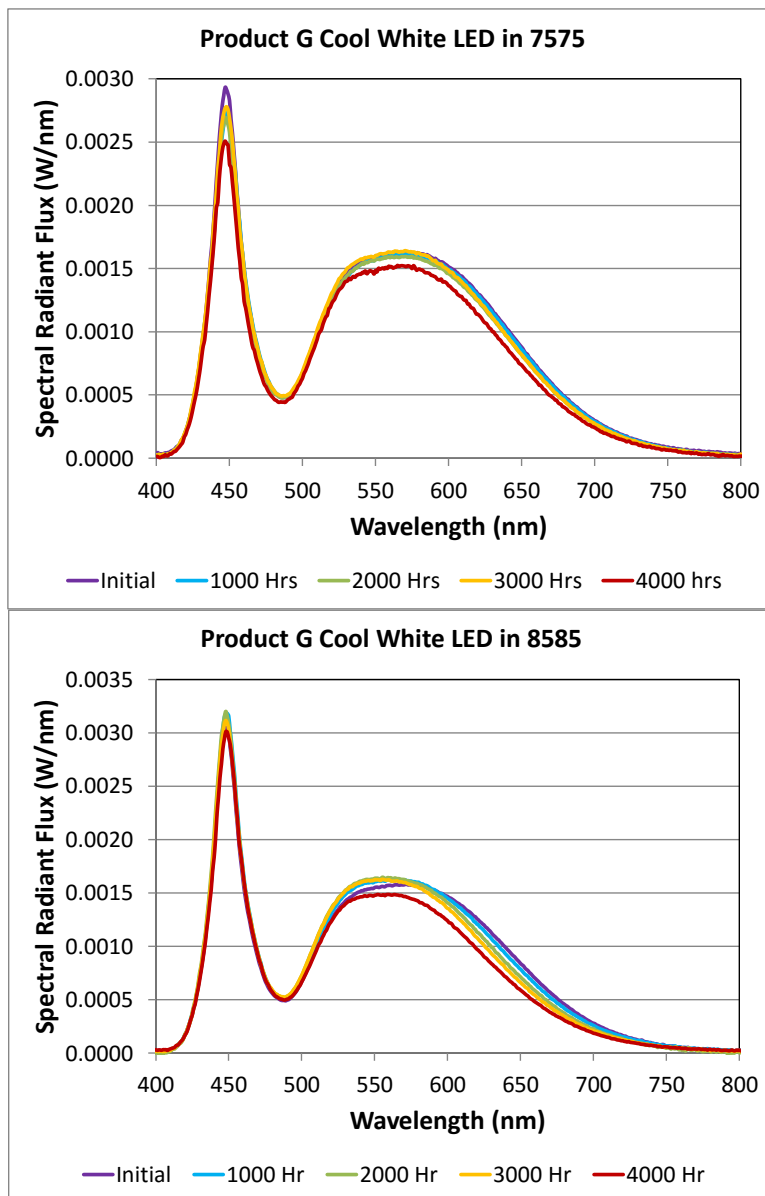 Product G Cool White LED in 7575
Spectral Radiant Flux (W/nm)
0.0030
0.0025
0.0020
0.0015
0.0010
0.0005
0.0000
400 450 500 550 600 650 700 750 800
Wavelength (nm)
Initial 1000 Hrs 2000 Hrs 3000 Hrs 4000 hrs
Product G Cool White LED in 8585
Spectral Radiant Flux (W/nm)
0.0035
0.0030
0.0025
0.0020
0.0015
0.0010
0.0005
0.0000
400 450 500 550 600 650 700 750 800
Wavelength (nm)
Initial 1000 Hr 2000 Hr 3000 Hr 4000 Hr